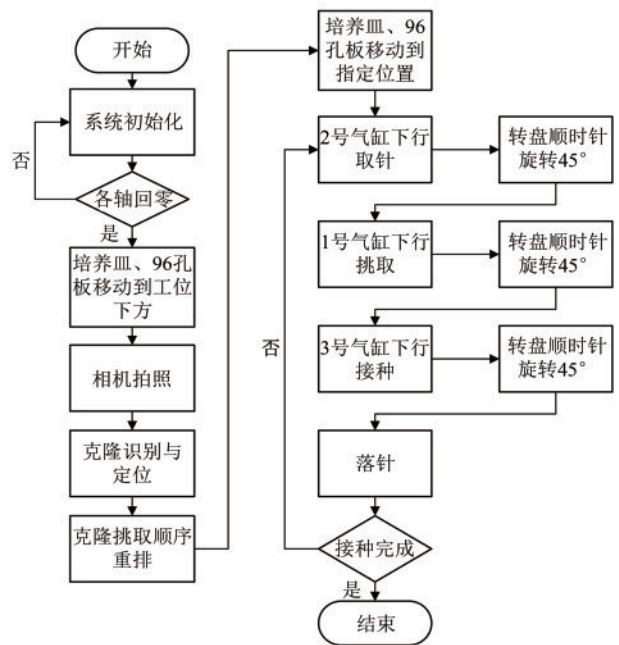 开始
系统初始化
否
各轴回零
是
培养皿、96孔
板移动到工位
下方
相机拍照
克隆识别与
定位
克隆挑取顺序
重排
培养皿、96
孔板移动到
指定位置
2号气缸下行
取针
转盘顺时针
旋转45°
1号气缸下行
挑取
转盘顺时针
旋转45°
否
3号气缸下行
接种
转盘顺时针
旋转45°
落针
接种完成
是
结束